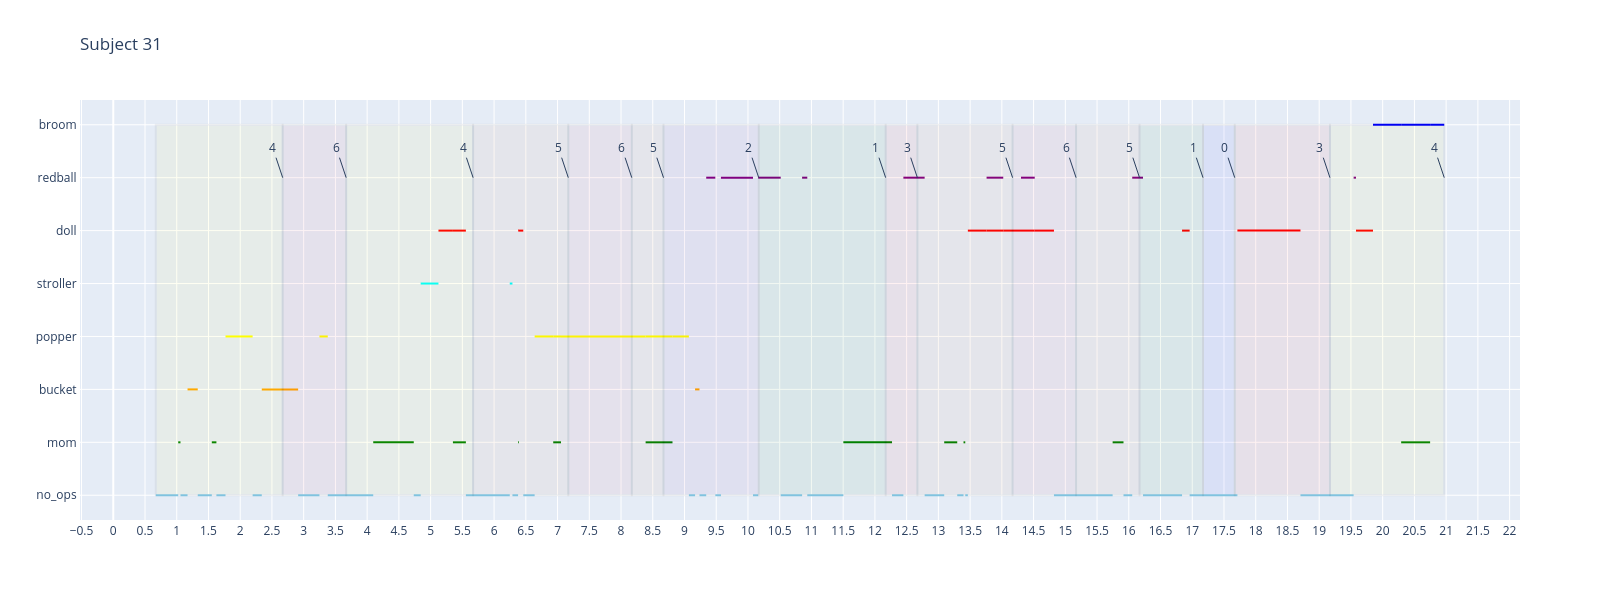 Subject 31
broom
4 6 4 5 6 5 2 1 3 5 6 5 1 0 3 4
redball
doll
stroller
popper
bucket
mom
no_ops
−0.5 0 0.5 1 1.5 2 2.5 3 3.5 4 4.5 5 5.5 6 6.5 7 7.5 8 8.5 9 9.5 10 10.5 11 11.5 12 12.5 13 13.5 14 14.5 15 15.5 16 16.5 17 17.5 18 18.5 19 19.5 20 20.5 21 21.5 22